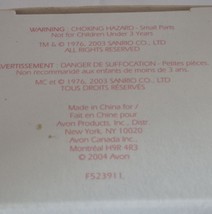 WARNING: CHOKING HAZARD - Small Parts
Not for Children Under 3 Years.
TM & © 1976, 2003 SANRIO CO., LTD.
ALL RIGHTS RESERVED.
AVERTISSEMENT: DANGER DE SUFFOCATION - Petites pièces.
Non recommandé aux enfants de moins de 3 ans.
MC et © 1976, 2003 SANRIO CO., LTD.
TOUS DROITS RÉSERVÉS.
Made in China for /
Fait en Chine pour
Avon Products, Inc., Distr.
New York, NY 10020
Avon Canada Inc.,
Montréal H9R 4R3
© 2004 Avon
F523911,